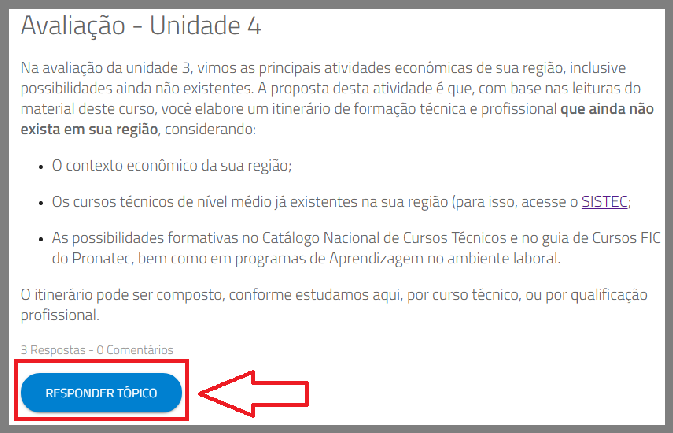 Avaliação - Unidade 4
Na avaliação da unidade 3, vimos as principais atividades econômicas de sua região, inclusive
possibilidades ainda não existentes. A proposta desta atividade é que, com base nas leituras do
material deste curso, você elabore um itinerário de formação técnica e profissional que ainda não
exista em sua região, considerando:
• O contexto econômico da sua região;
• Os cursos técnicos de nível médio já existentes na sua região (para isso, acesse o SISTEC;
• As possibilidades formativas no Catálogo Nacional de Cursos Técnicos e no guia de Cursos FIC
do Pronatec, bem como em programas de Aprendizagem no ambiente laboral.
O itinerário pode ser composto, conforme estudamos aqui, por curso técnico, ou por qualificação
profissional.
3 Respostas - 0 Comentários
RESPONDER TÓPICO